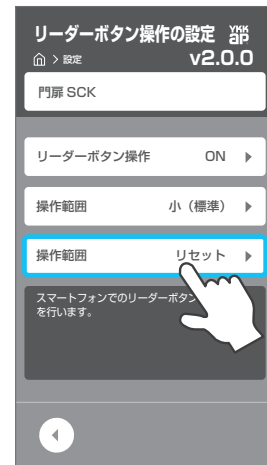 リーダーボタン操作の設定 YKK ap
> 設定 v2.0.0
門扉 SCK
リーダーボタン操作 ON
操作範囲 小（標準）
操作範囲 リセット
スマートフォンでのリーダーボタン
を行います。